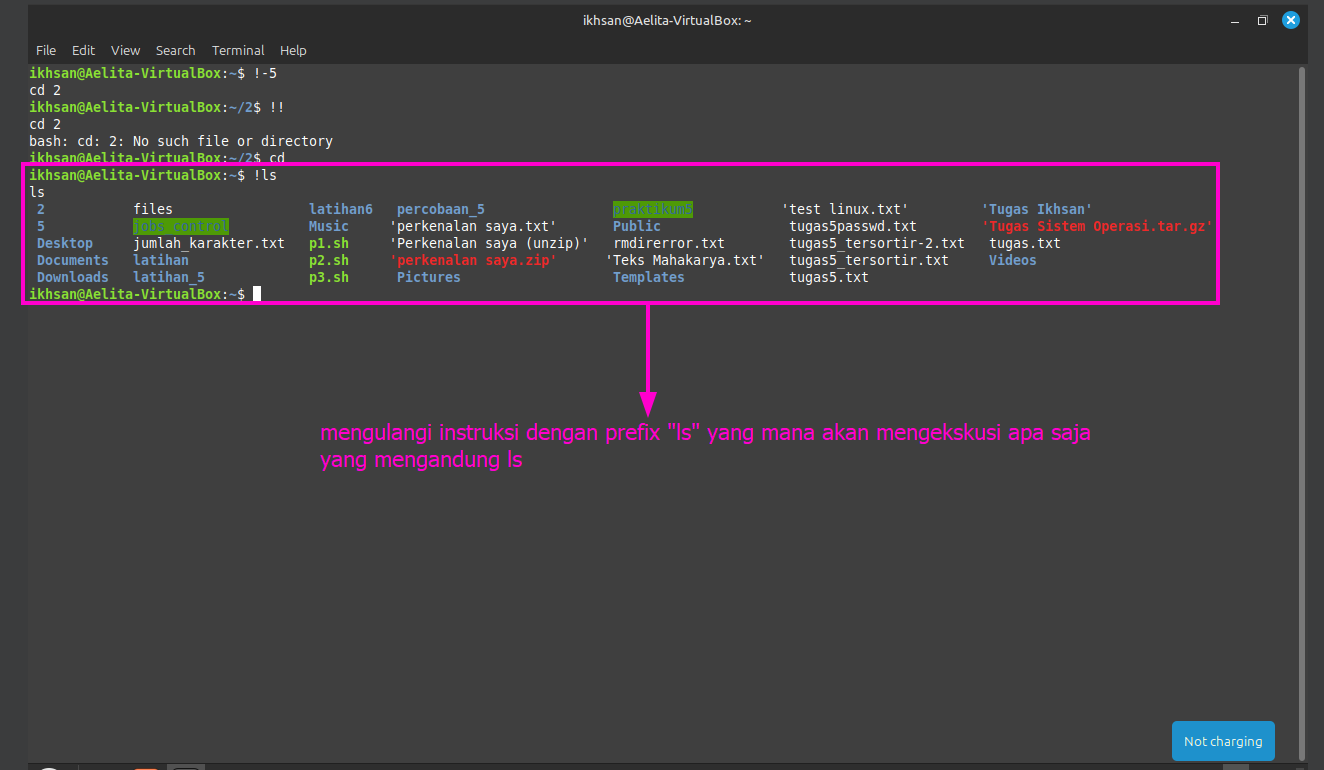 ikhsan@Aelita-VirtualBox: ~
File Edit View Search Terminal Help
ikhsan@Aelita-VirtualBox:~$ !-5
cd 2
ikhsan@Aelita-VirtualBox:~/2$ !!
cd 2
bash: cd: 2: No such file or directory
ikhsan@Aelita-VirtualBox:~/2$ cd
ikhsan@Aelita-VirtualBox:~$ !ls
ls
2 files latihan6 percobaan_5 praktikum5 'test linux.txt' 'Tugas Ikhsan'
5 jobs_control Music 'perkenalan saya.txt' Public tugas5passwd.txt 'Tugas Sistem Operasi.tar.gz'
Desktop jumlah_karakter.txt p1.sh 'Perkenalan saya (unzip)' rmdirerror.txt tugas5_tersortir-2.txt tugas.txt
Documents latihan p2.sh 'perkenalan saya.zip' 'Teks Mahakarya.txt' tugas5_tersortir.txt Videos
Downloads latihan_5 p3.sh Pictures Templates tugas5.txt
ikhsan@Aelita-VirtualBox:~$
mengulangi instruksi dengan prefix "ls" yang mana akan mengekskusi apa saja
yang mengandung ls
Not charging